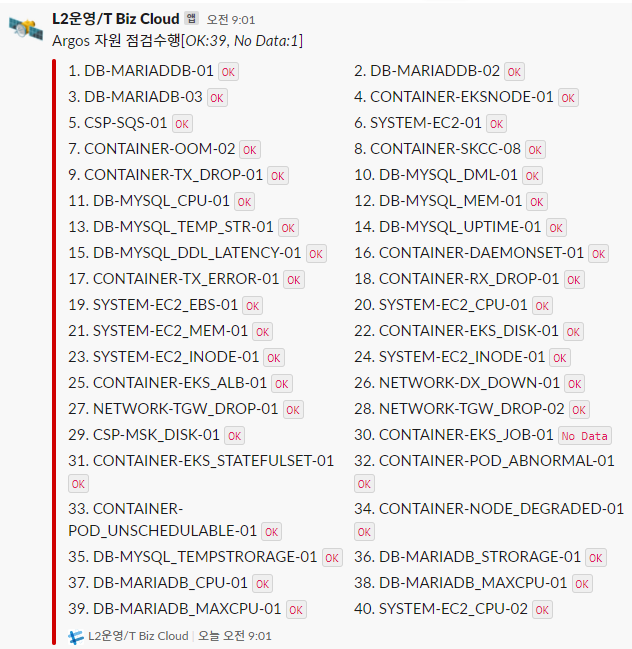 L2운영/T Biz Cloud 앱 오전 9:01
Argos 자원 점검수행[OK:39, No Data:1]
1. DB-MARIADDB-01 OK 2. DB-MARIADDB-02 OK
3. DB-MARIADB-03 OK 4. CONTAINER-EKSNODE-01 OK
5. CSP-SQS-01 OK 6. SYSTEM-EC2-01 OK
7. CONTAINER-OOM-02 OK 8. CONTAINER-SKCC-08 OK
9. CONTAINER-TX_DROP-01 OK 10. DB-MYSQL_DML-01 OK
11. DB-MYSQL_CPU-01 OK 12. DB-MYSQL_MEM-01 OK
13. DB-MYSQL_TEMP_STR-01 OK 14. DB-MYSQL_UPTIME-01 OK
15. DB-MYSQL_DDL_LATENCY-01 OK 16. CONTAINER-DAEMONSET-01 OK
17. CONTAINER-TX_ERROR-01 OK 18. CONTAINER-RX_DROP-01 OK
19. SYSTEM-EC2_EBS-01 OK 20. SYSTEM-EC2_CPU-01 OK
21. SYSTEM-EC2_MEM-01 OK 22. CONTAINER-EKS_DISK-01 OK
23. SYSTEM-EC2_INODE-01 OK 24. SYSTEM-EC2_INODE-01 OK
25. CONTAINER-EKS_ALB-01 OK 26. NETWORK-DX_DOWN-01 OK
27. NETWORK-TGW_DROP-01 OK 28. NETWORK-TGW_DROP-02 OK
29. CSP-MSK_DISK-01 OK 30. CONTAINER-EKS_JOB-01 No Data
31. CONTAINER-EKS_STATEFULSET-01 32. CONTAINER-POD_ABNORMAL-01
OK OK
33. CONTAINER- 34. CONTAINER-NODE_DEGRADED-01
POD_UNSCHEDULABLE-01 OK OK
35. DB-MYSQL_TEMPSTRORAGE-01 OK 36. DB-MARIADB_STRORAGE-01 OK
37. DB-MARIADB_CPU-01 OK 38. DB-MARIADB_MAXCPU-01 OK
39. DB-MARIADB_MAXCPU-01 OK 40. SYSTEM-EC2_CPU-02 OK
L2운영/T Biz Cloud | 오늘 오전 9:01